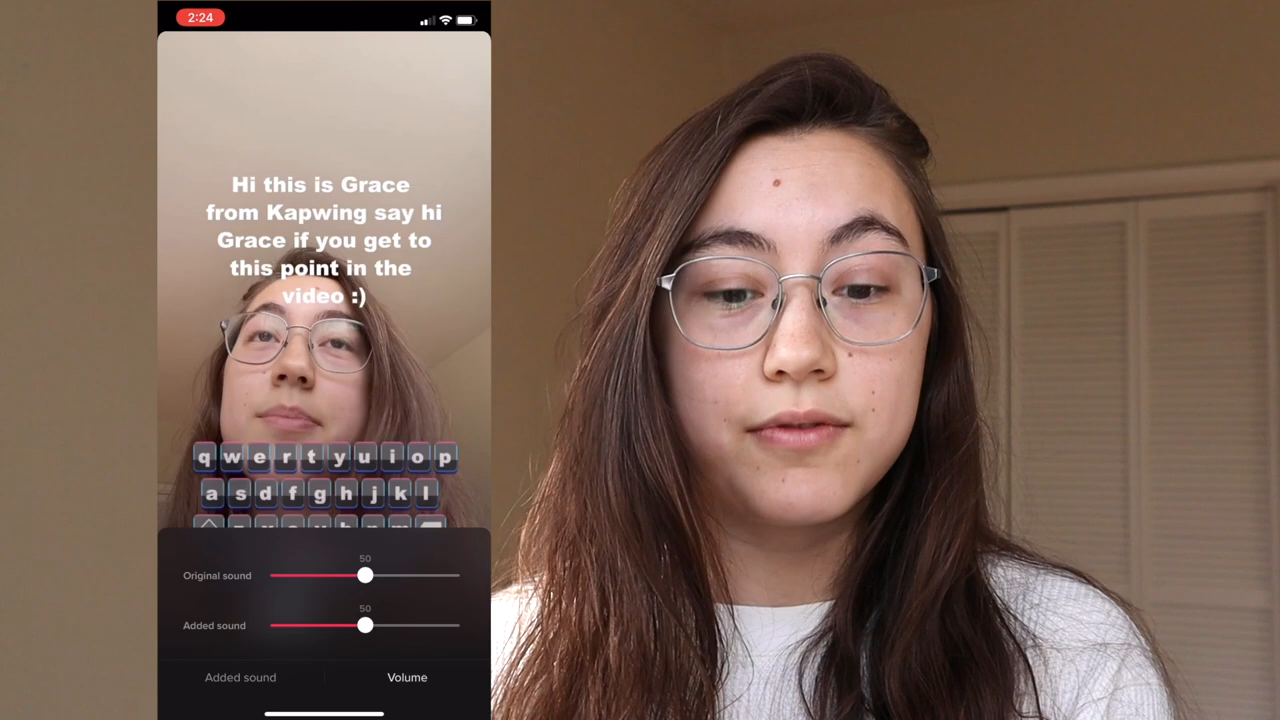 2:24
Hi this is Grace
from Kapwing say hi
Grace if you get to
this point in the
video :)
q w e r t y u i o p
a s d f g h j k l
50
Original sound
50
Added sound
Added sound Volume